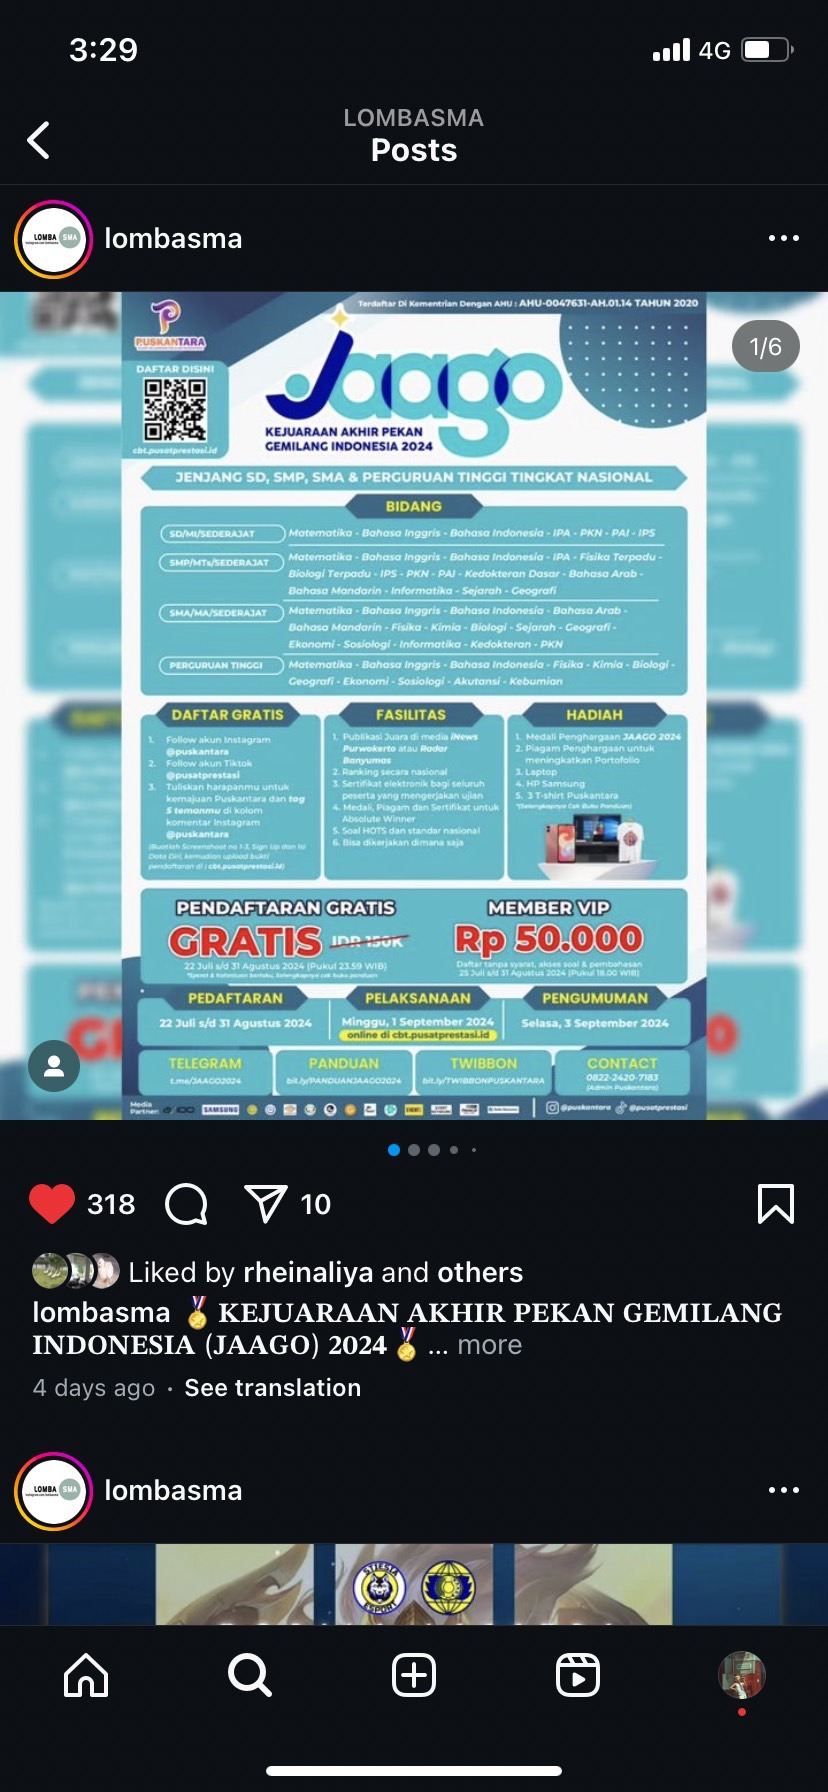 3:29
4G
LOMBASMA
Posts
LOMBA SMA
lombasma
1/6
Terdaftar Di Kementrian Dengan AHU : AHU-0047631-AH.01.14 TAHUN 2020
PUSKANTARA
DAFTAR DISINI
cbt.pusatprestasi.id
Jaago
KEJUARAAN AKHIR PEKAN
GEMILANG INDONESIA 2024
JENJANG SD, SMP, SMA & PERGURUAN TINGGI TINGKAT NASIONAL
BIDANG
SD/MI/SEDERAJAT
Matematika - Bahasa Inggris - Bahasa Indonesia - IPA - PKN - PAI - IPS
SMP/MTs/SEDERAJAT
Matematika - Bahasa Inggris - Bahasa Indonesia - IPA - Fisika Terpadu -
Biologi Terpadu - IPS - PKN - PAI - Kedokteran Dasar - Bahasa Arab -
Bahasa Mandarin - Informatika - Sejarah - Geografi
SMA/MA/SEDERAJAT
Matematika - Bahasa Inggris - Bahasa Indonesia - Bahasa Arab -
Bahasa Mandarin - Fisika - Kimia - Biologi - Sejarah - Geografi -
Ekonomi - Sosiologi - Informatika - Kedokteran - PKN
PERGURUAN TINGGI
Matematika - Bahasa Inggris - Bahasa Indonesia - Fisika - Kimia - Biologi -
Geografi - Ekonomi - Sosiologi - Akutansi - Kebumian
DAFTAR GRATIS
1. Follow akun Instagram
@puskantara
2. Follow akun Tiktok
@pusatprestasi
3. Tuliskan harapanmu untuk
kemajuan Puskantara dan tag
5 temanmu di kolom
komentar Instagram
@puskantara
(Buatlah Screenshoot no 1-3, Sign Up dan Isi
Data Diri, kemudian upload bukti
pendaftaran di : cbt.pusatprestasi.id)
FASILITAS
1. Publikasi Juara di media iNews
Purwokerto atau Radar
Banyumas
2. Ranking secara nasional
3. Sertifikat elektronik bagi seluruh
peserta yang mengerjakan ujian
4. Medali, Piagam dan Sertifikat untuk
Absolute Winner
5. Soal HOTS dan standar nasional
6. Bisa dikerjakan dimana saja
HADIAH
1. Medali Penghargaan JAAGO 2024
2. Piagam Penghargaan untuk
meningkatkan Portofolio
3. Laptop
4. HP Samsung
5. 3 T-shirt Puskantara
*(Selengkapnya Cek Buku Panduan)
PENDAFTARAN GRATIS
GRATIS IDR 150K
22 Juli s/d 31 Agustus 2024 (Pukul 23.59 WIB)
*Syarat & Ketentuan berlaku, Selengkapnya cek buku panduan
MEMBER VIP
Rp 50.000
Daftar tanpa syarat, akses soal & pembahasan
25 Juli s/d 31 Agustus 2024 (Pukul 18.00 WIB)
PEDAFTARAN
22 Juli s/d 31 Agustus 2024
PELAKSANAAN
Minggu, 1 September 2024
online di cbt.pusatprestasi.id
PENGUMUMAN
Selasa, 3 September 2024
TELEGRAM
t.me/JAAGO2024
PANDUAN
bit.ly/PANDUANJAAGO2024
TWIBBON
bit.ly/TWIBBONPUSKANTARA
CONTACT
0822-2420-7183
(Admin Puskantara)
Media
Partner:
SAMSUNG
@puskantara
@pusatprestasi
318
10
Liked by rheinaliya and others
lombasma 🏅 KEJUARAAN AKHIR PEKAN GEMILANG
INDONESIA (JAAGO) 2024 🏅 ... more
4 days ago · See translation
LOMBA SMA
lombasma
STIESIA
ESPORT